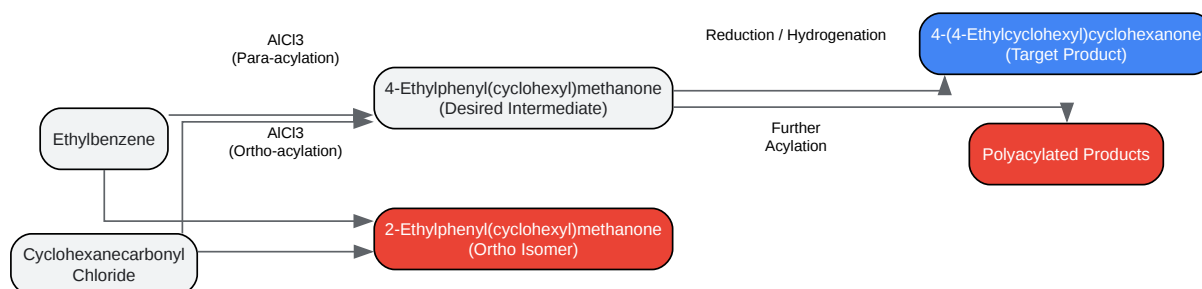 AlCl3
(Para-acylation)
Reduction / Hydrogenation
4-(4-Ethylcyclohexyl)cyclohexanone
(Target Product)
4-Ethylphenyl(cyclohexyl)methanone
(Desired Intermediate)
Ethylbenzene
AlCl3
(Ortho-acylation)
Further
Acylation
Polyacylated Products
2-Ethylphenyl(cyclohexyl)methanone
(Ortho Isomer)
Cyclohexanecarbonyl
Chloride